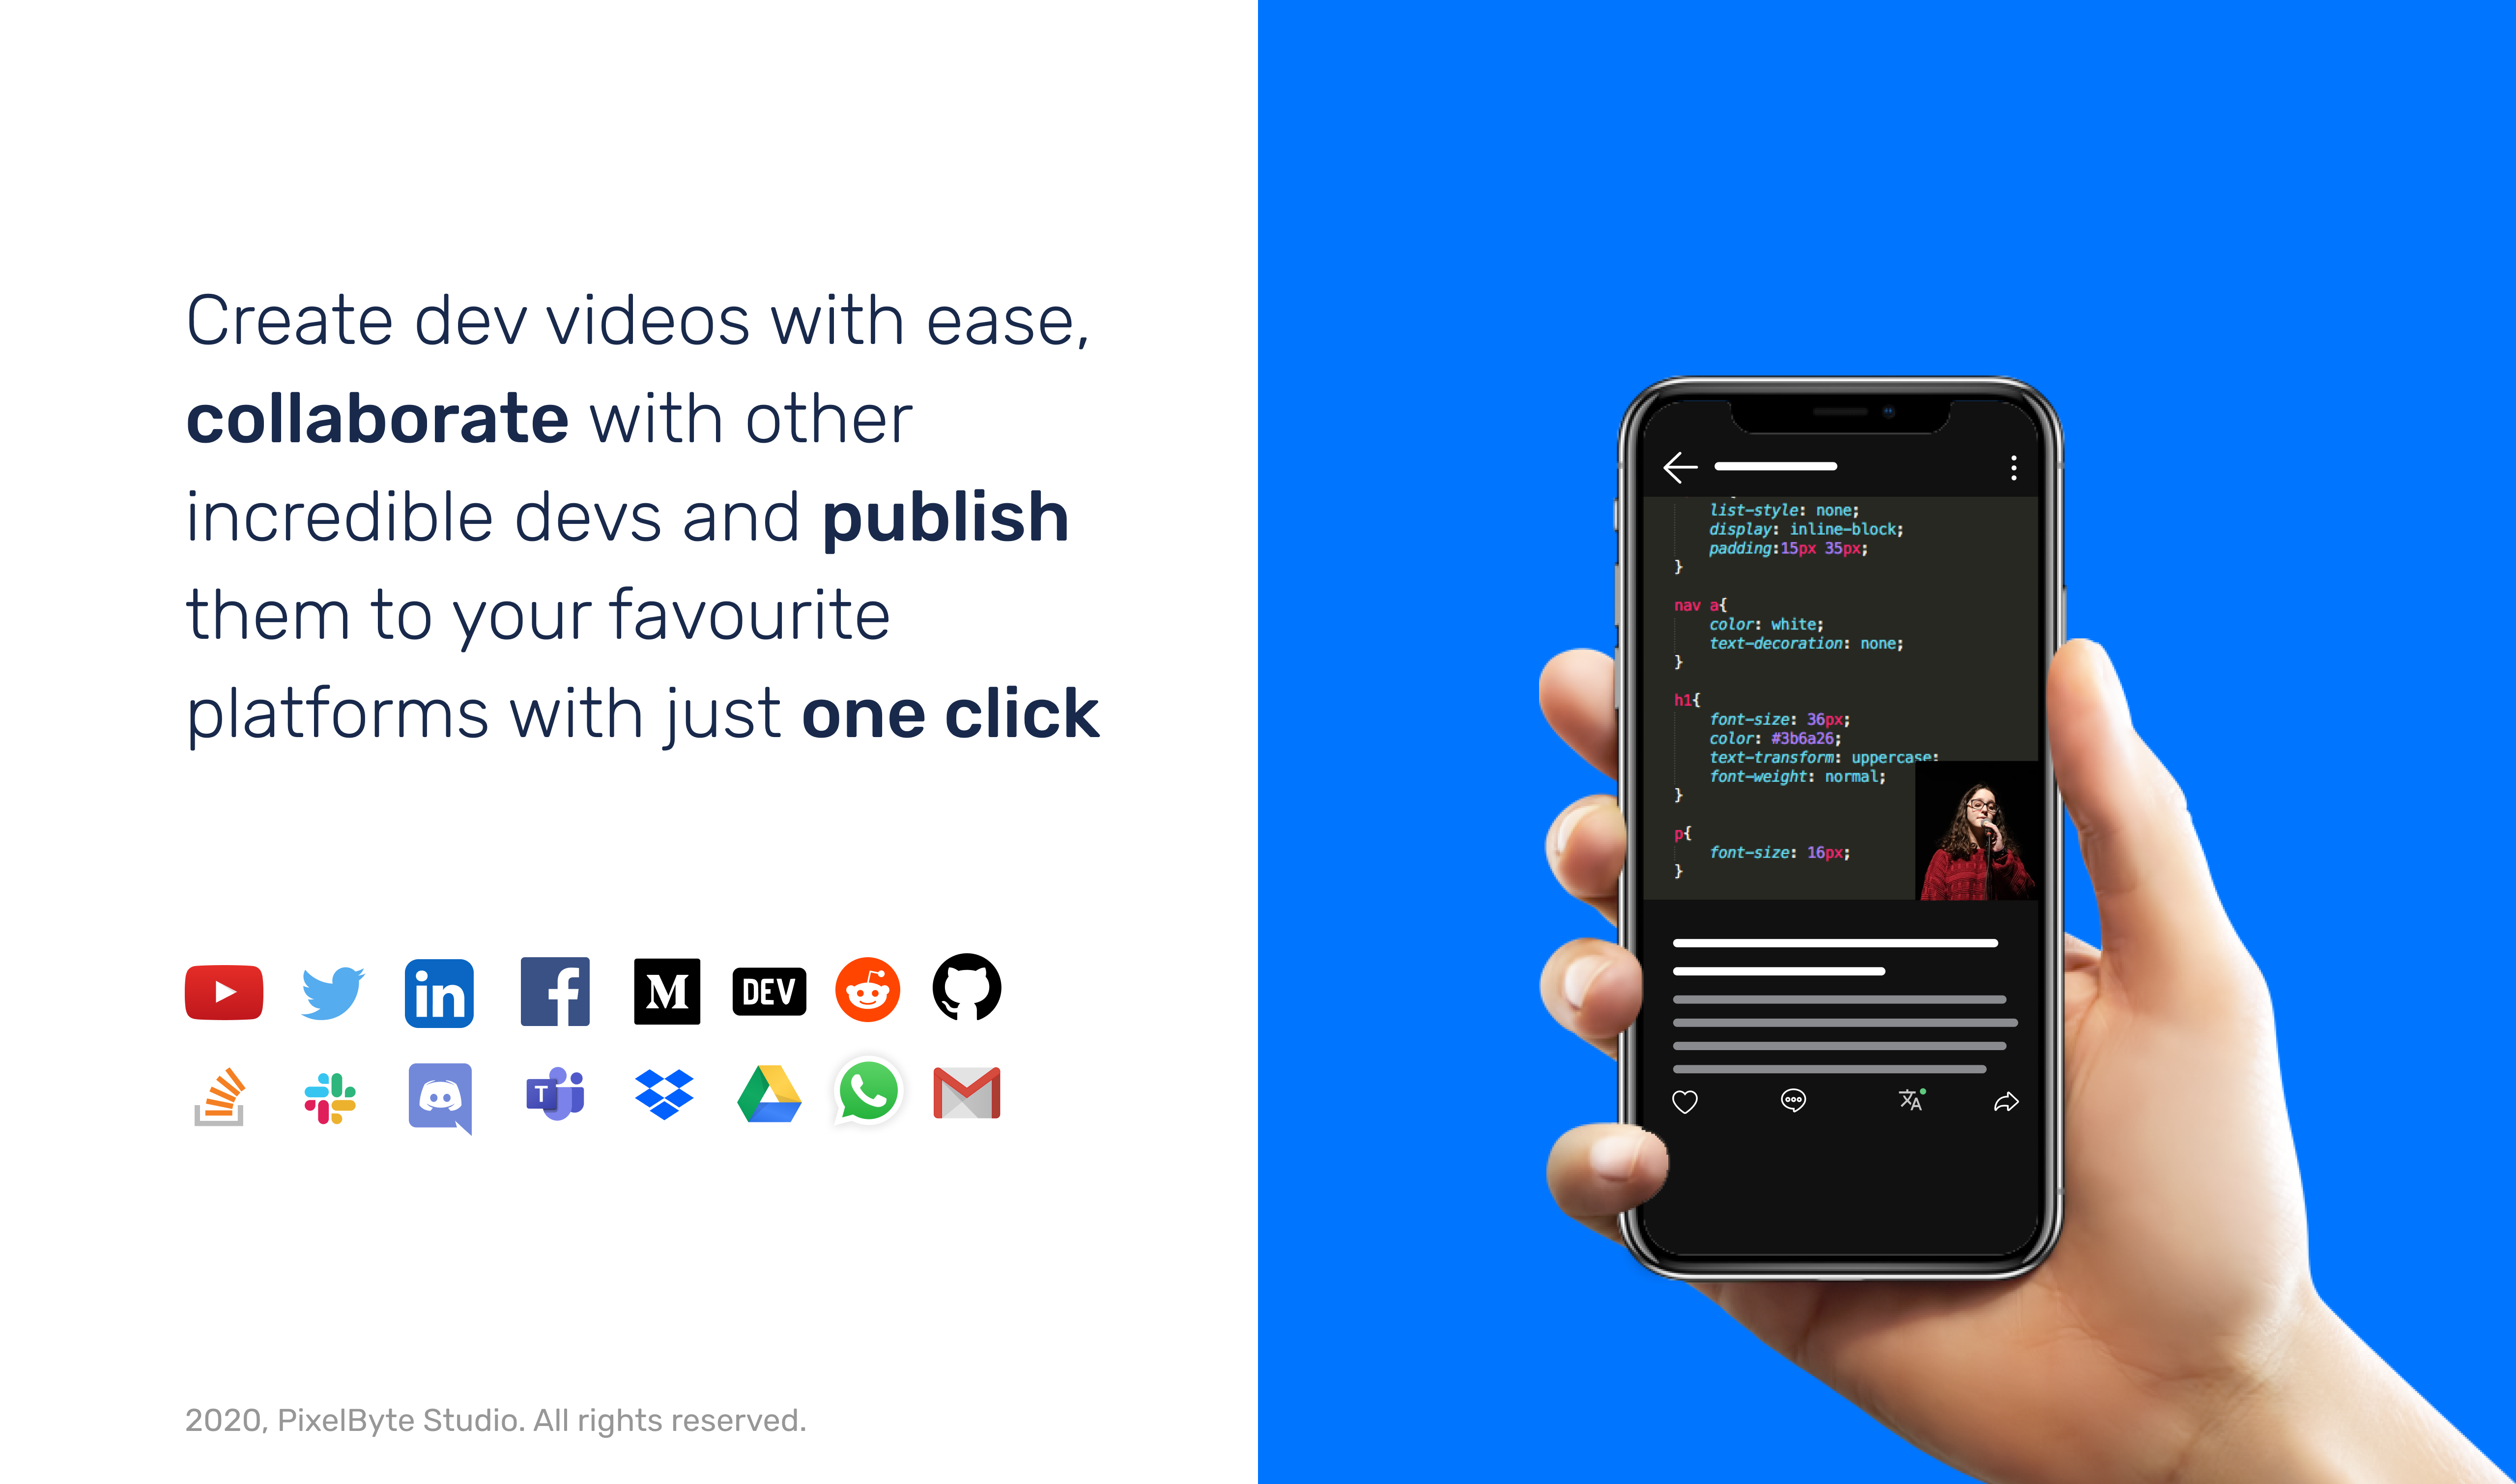 Create dev videos with ease,
collaborate with other
incredible devs and publish
them to your favourite
platforms with just one click
in
f
M
DEV
T
2020, PixelByte Studio. All rights reserved.
list-style: none;
display: inline-block;
padding:15px 35px;
}
nav a{
color: white;
text-decoration: none;
}
h1{
font-size: 36px;
color: #3b6a26;
text-transform: uppercase;
font-weight: normal;
}
p{
font-size: 16px;
}
文A